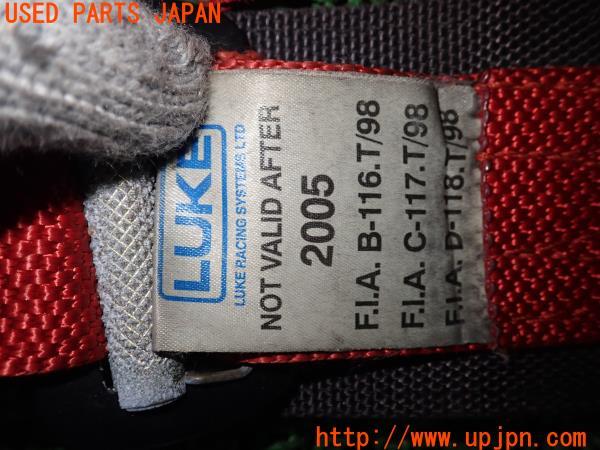 USED PARTS JAPAN
LUKE
LUKE RACING SYSTEMS LTD
NOT VALID AFTER
2005
F.I.A. B-116.T/98
F.I.A. C-117.T/98
F.I.A. D-118.T/98
http://www.upjpn.com/